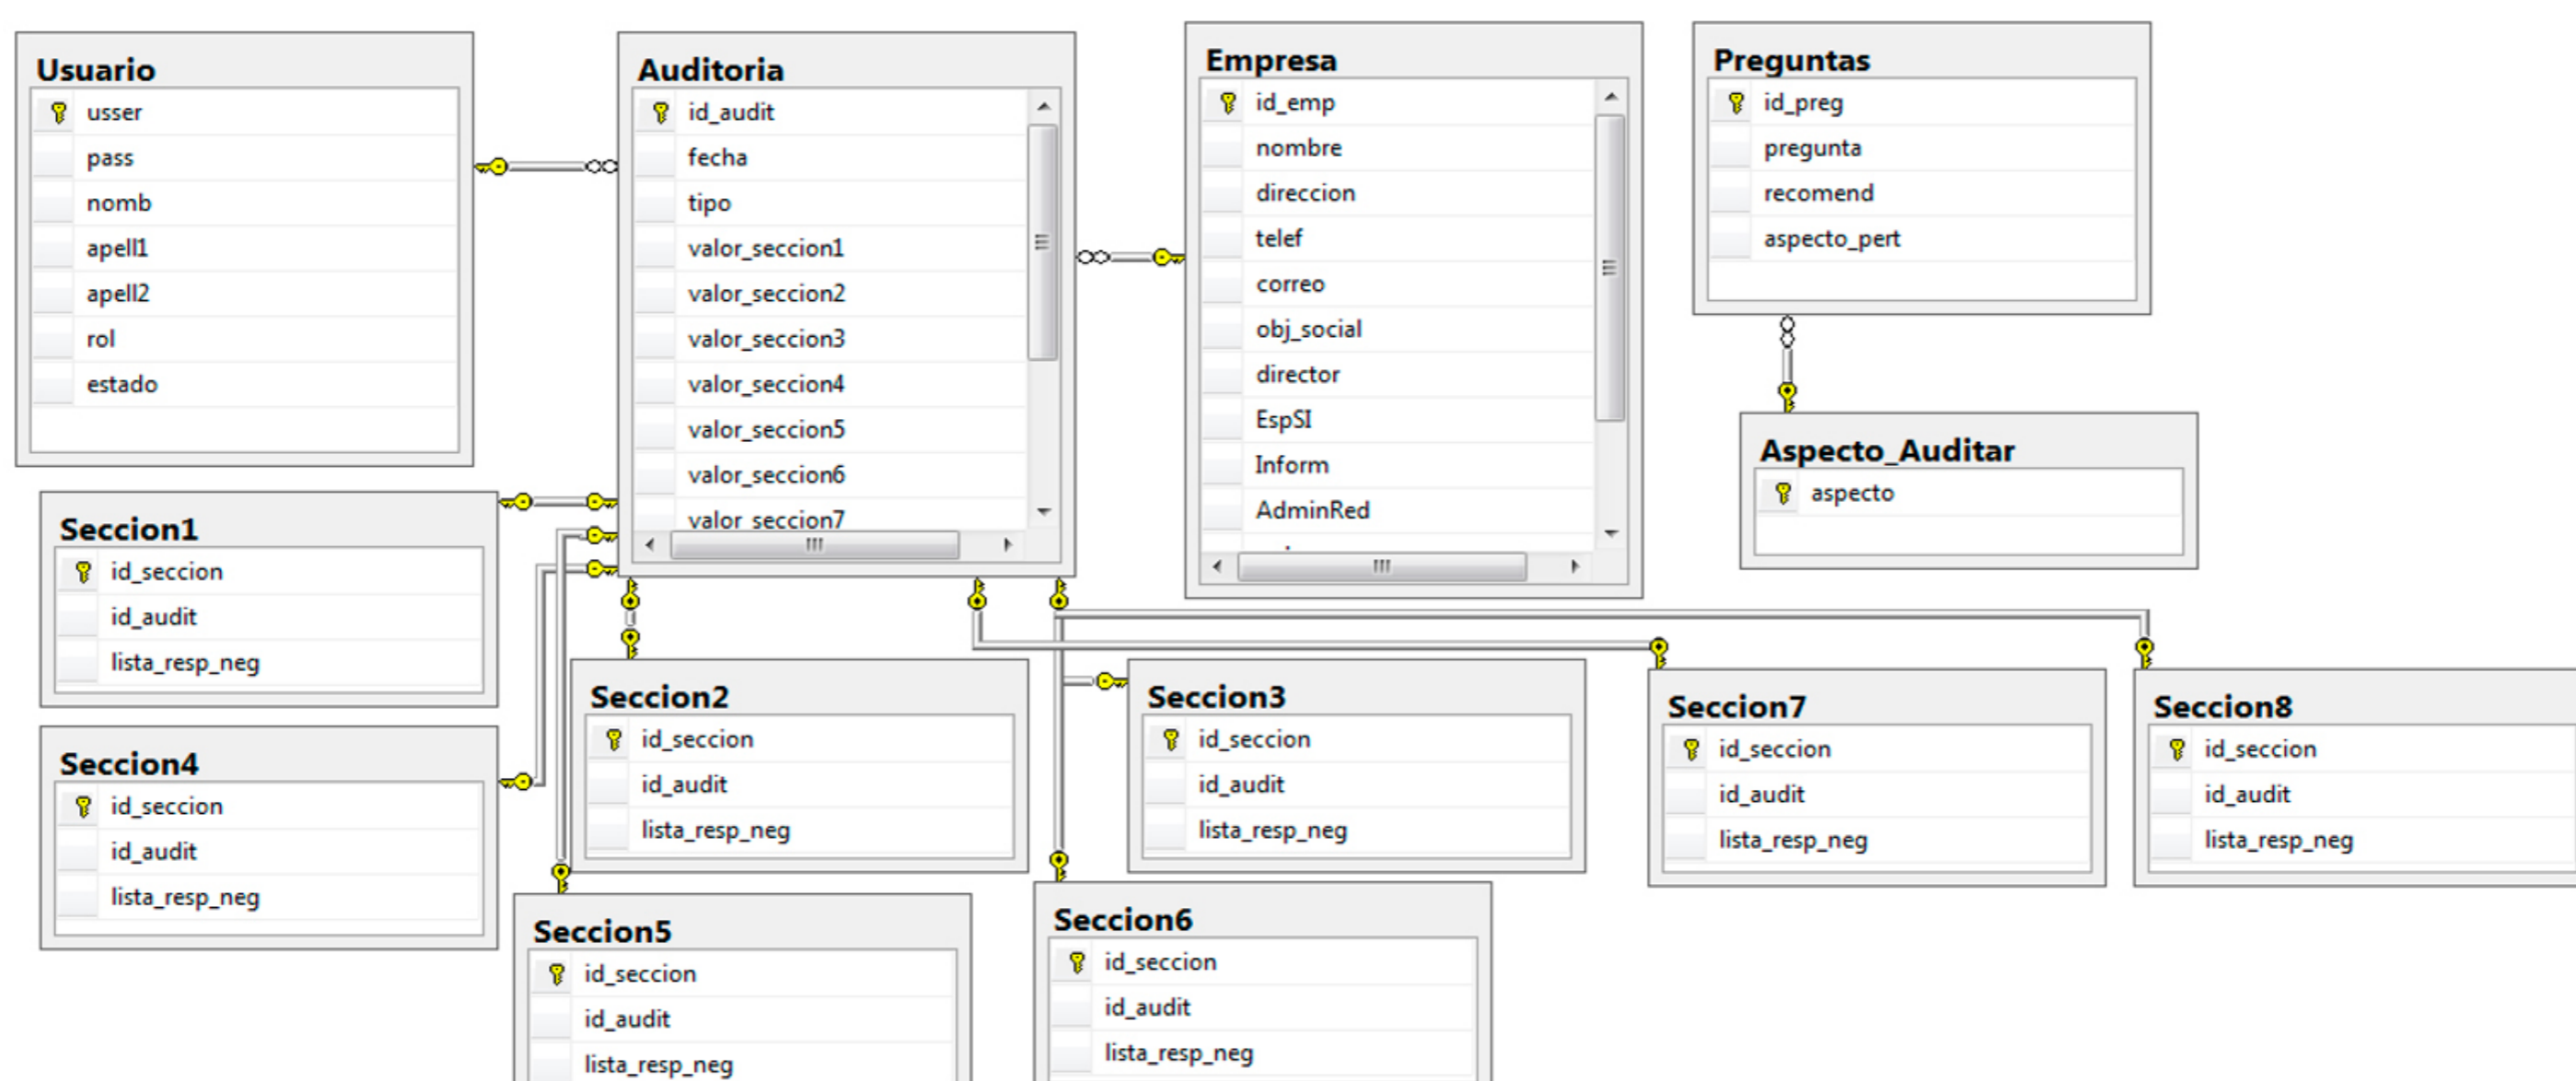 Usuario
usser
pass
nomb
apell1
apell2
rol
estado
Auditoria
id_audit
fecha
tipo
valor_seccion1
valor_seccion2
valor_seccion3
valor_seccion4
valor_seccion5
valor_seccion6
valor_seccion7
Empresa
id_emp
nombre
direccion
telef
correo
obj_social
director
EspSI
Inform
AdminRed
Preguntas
id_preg
pregunta
recomend
aspecto_pert
Aspecto_Auditar
aspecto
Seccion1
id_seccion
id_audit
lista_resp_neg
Seccion4
id_seccion
id_audit
lista_resp_neg
Seccion2
id_seccion
id_audit
lista_resp_neg
Seccion3
id_seccion
id_audit
lista_resp_neg
Seccion7
id_seccion
id_audit
lista_resp_neg
Seccion8
id_seccion
id_audit
lista_resp_neg
Seccion5
id_seccion
id_audit
lista_resp_neg
Seccion6
id_seccion
id_audit
lista_resp_neg